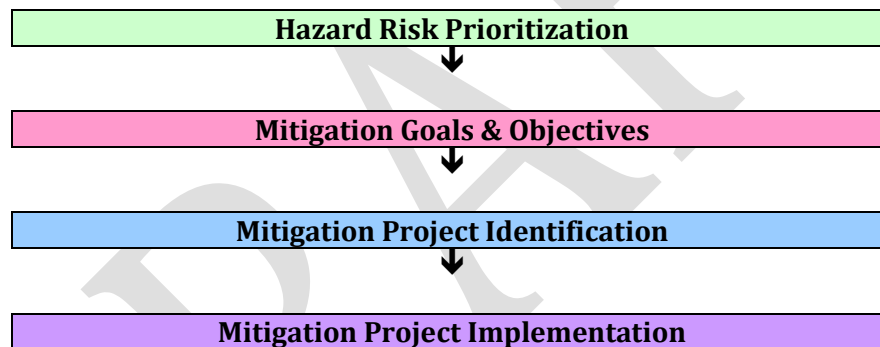 Hazard Risk Prioritization
↓
Mitigation Goals & Objectives
↓
Mitigation Project Identification
↓
Mitigation Project Implementation